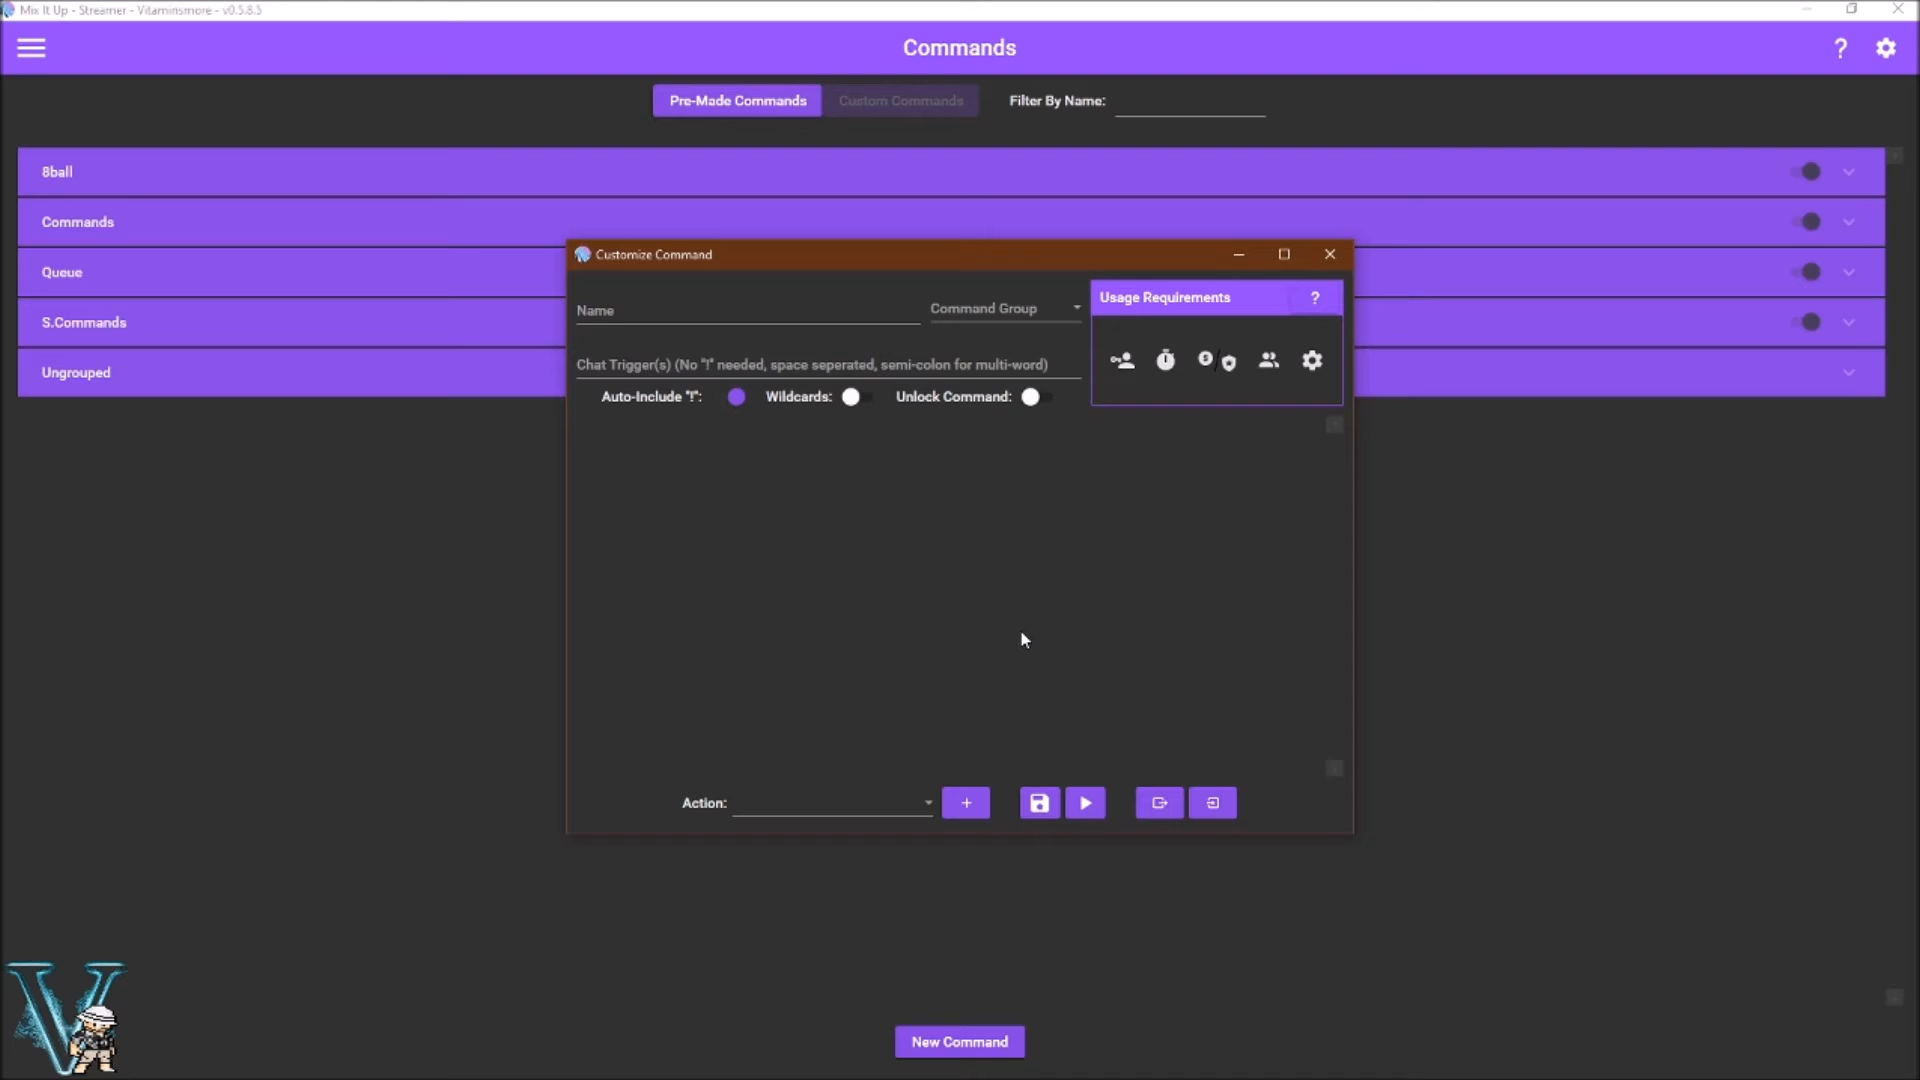 Mix It Up - Streamer - Vitaminsmore - v0.5.8.5
Commands
?
Pre-Made Commands
Custom Commands
Filter By Name:
8ball
Commands
Queue
S.Commands
Ungrouped
Customize Command
Name
Command Group
Usage Requirements
?
Chat Trigger(s) (No "!" needed, space seperated, semi-colon for multi-word)
Auto-Include "!":
Wildcards:
Unlock Command:
Action:
+
New Command
V